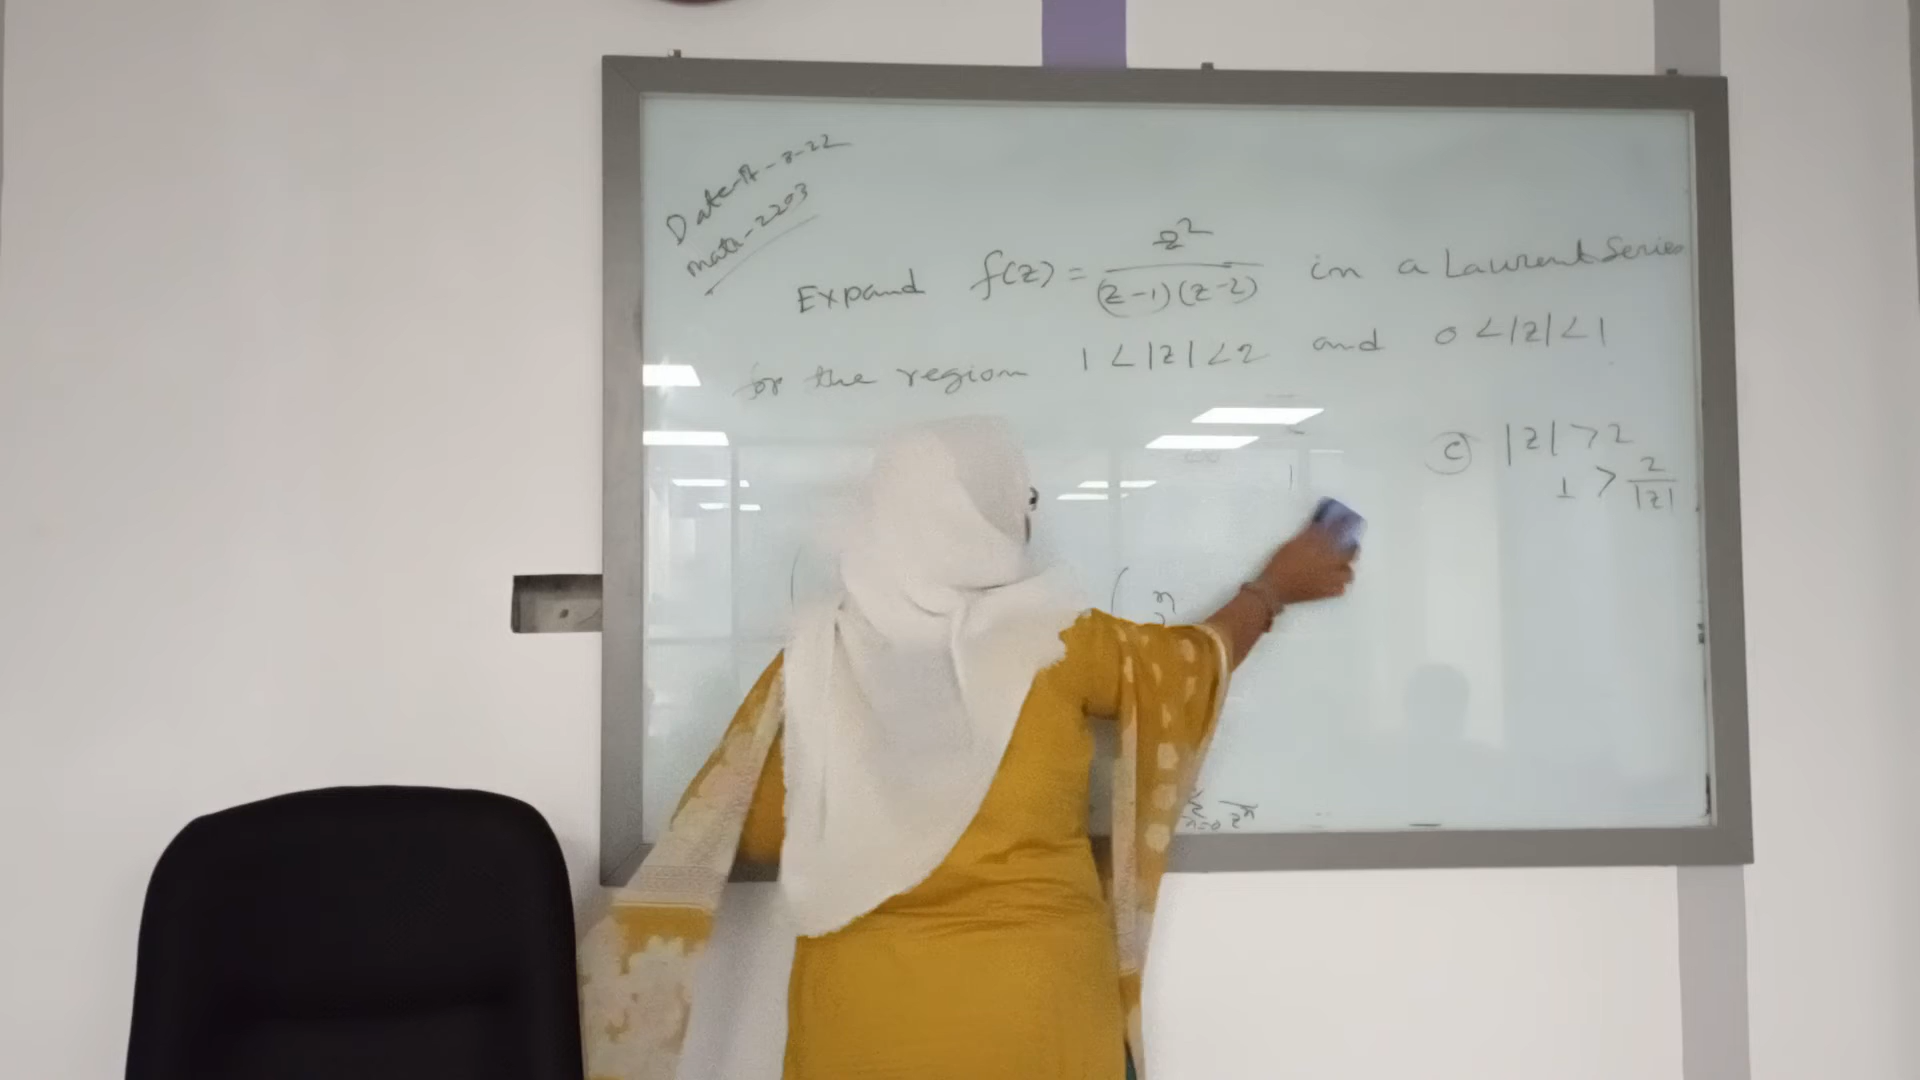 Date-17-8-22
math-2203
Expand f(z) = z²/((z-1)(z-2)) in a Laurent Series
for the region 1 < |z| < 2 and 0 < |z| < 1
(c) |z| > 2
1 > 2/|z|